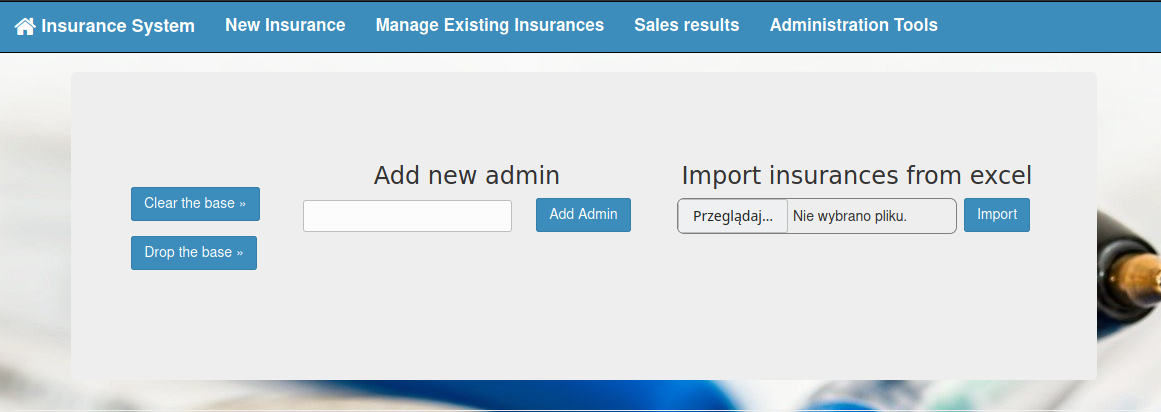 Insurance System New Insurance Manage Existing Insurances Sales results Administration Tools
Add new admin
Import insurances from excel
Clear the base »
Add Admin
Przeglądaj... Nie wybrano pliku. Import
Drop the base »